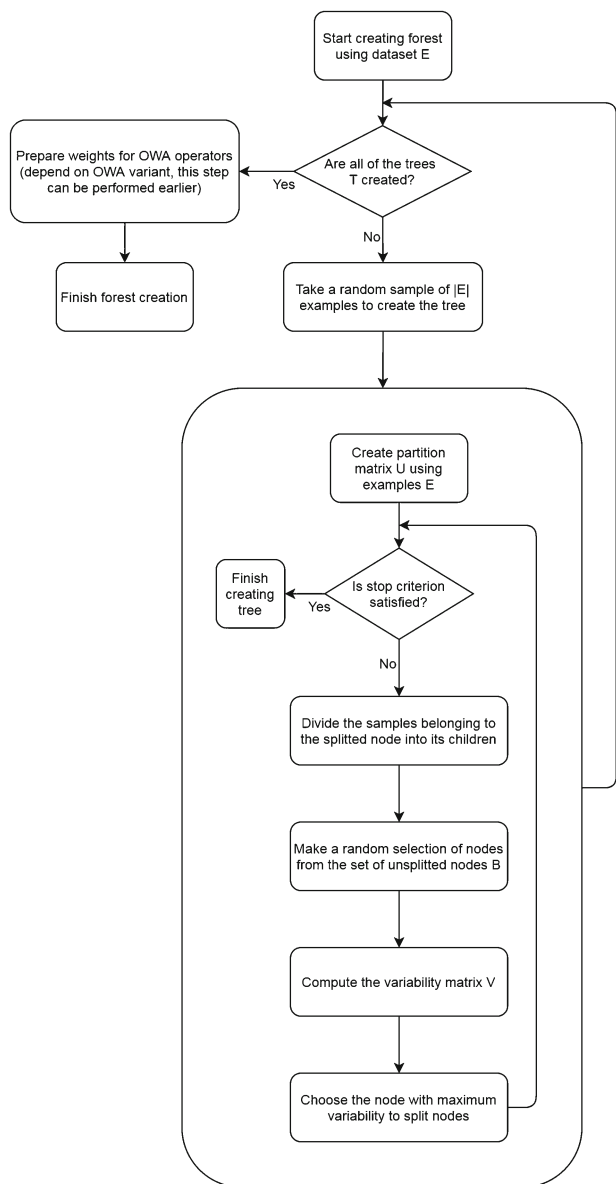 Start creating forest
using dataset E
Prepare weights for OWA operators
(depend on OWA variant, this step
can be performed earlier)
Yes
Are all of the trees
T created?
No
Finish forest creation
Take a random sample of |E|
examples to create the tree
Create partition
matrix U using
examples E
Finish
creating
tree
Yes
Is stop criterion
satisfied?
No
Divide the samples belonging to
the splitted node into its children
Make a random selection of nodes
from the set of unsplitted nodes B
Compute the variability matrix V
Choose the node with maximum
variability to split nodes